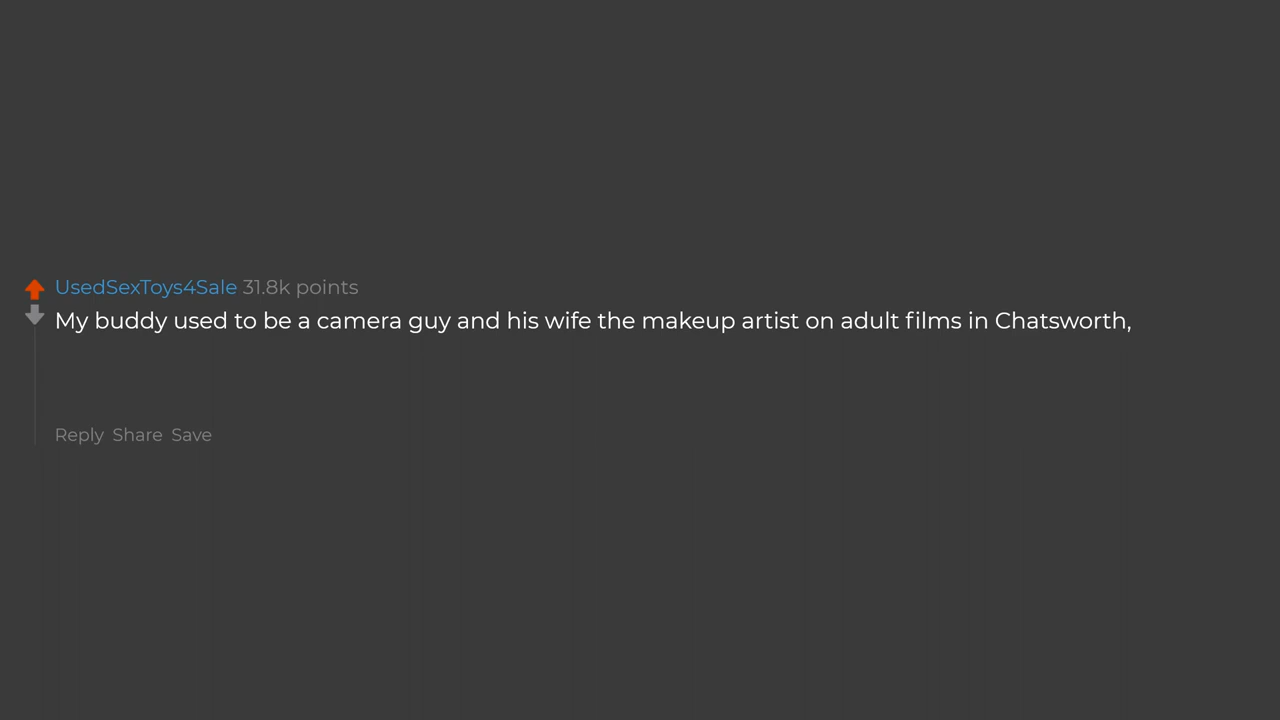 UsedSexToys4Sale 31.8k points
My buddy used to be a camera guy and his wife the makeup artist on adult films in Chatsworth,
Reply Share Save